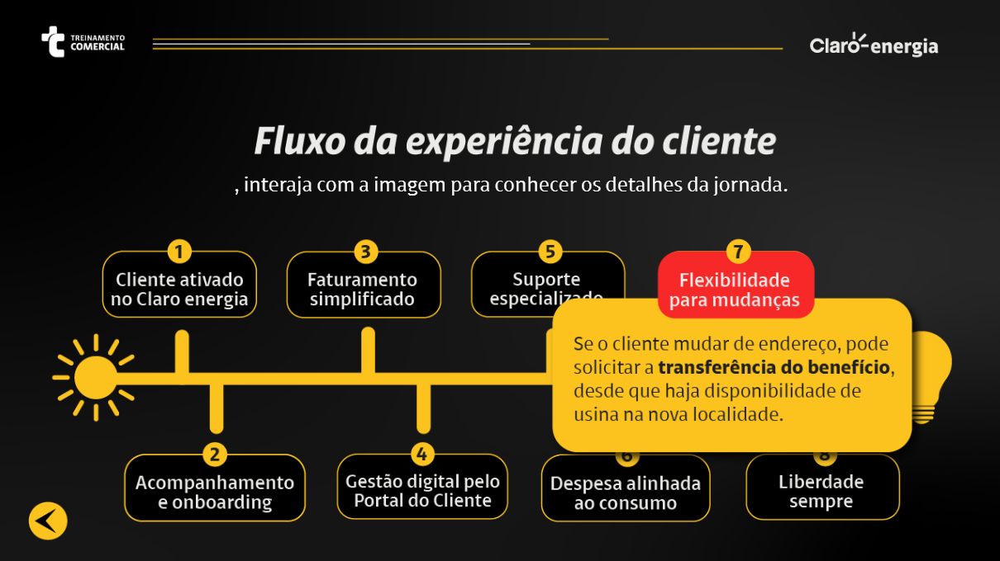 TREINAMENTO
COMERCIAL
Claro-energia
Fluxo da experiência do cliente
, interaja com a imagem para conhecer os detalhes da jornada.
1
Cliente ativado
no Claro energia
3
Faturamento
simplificado
5
Suporte
especializado
7
Flexibilidade
para mudanças
Se o cliente mudar de endereço, pode
solicitar a transferência do benefício,
desde que haja disponibilidade de
usina na nova localidade.
2
Acompanhamento
e onboarding
4
Gestão digital pelo
Portal do Cliente
6
Despesa alinhada
ao consumo
8
Liberdade
sempre